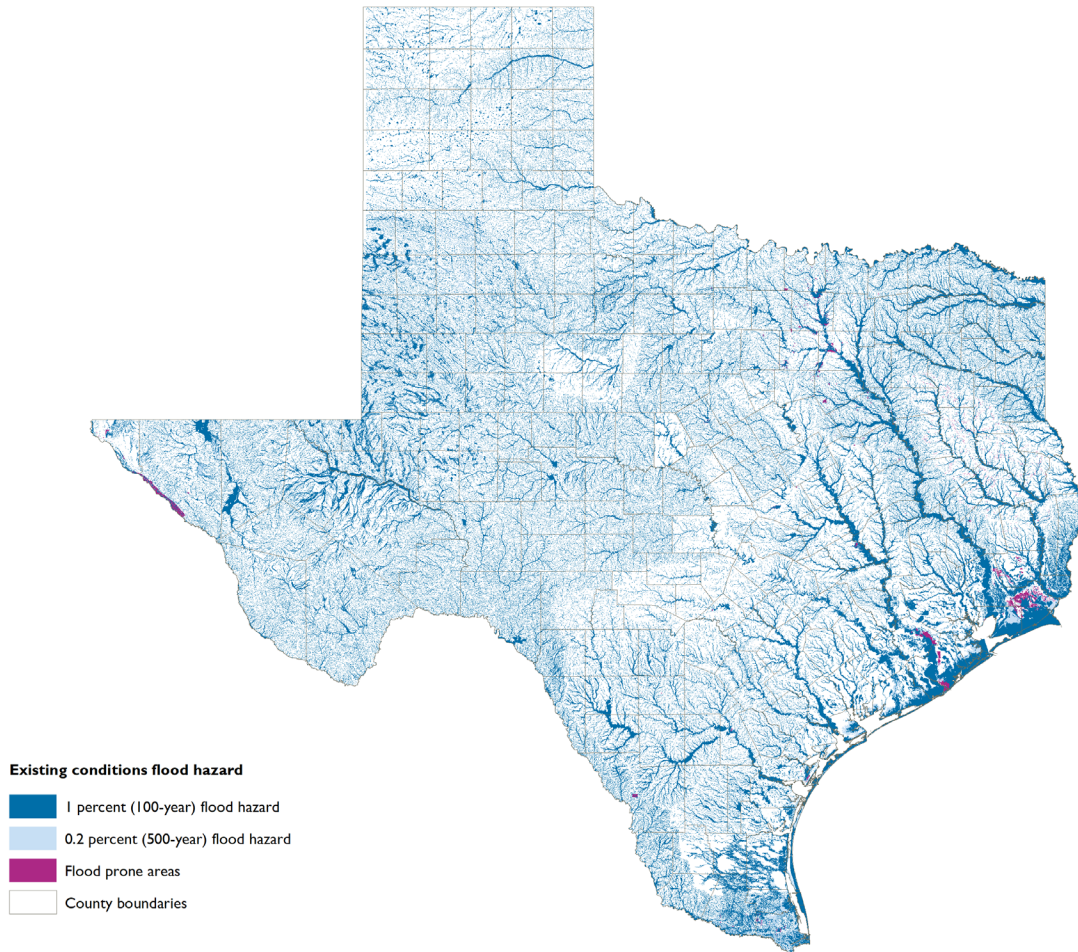 Existing conditions flood hazard
1 percent (100-year) flood hazard
0.2 percent (500-year) flood hazard
Flood prone areas
County boundaries